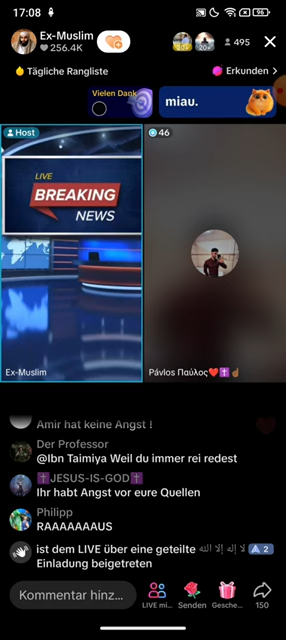 17:08
96
Ex-Muslim
256.4K
20+
20+
495
Tägliche Rangliste
Erkunden >
Vielen Dank
miau.
Host
46
LIVE
BREAKING
NEWS
Ex-Muslim
Pávlos Παύλος❤️✝️☝🏾
Amir hat keine Angst !
Der Professor
@Ibn Taimiya Weil du immer rei redest
✝️JESUS-IS-GOD✝️
Ihr habt Angst vor eure Quellen
Philipp
RAAAAAAAUS
ist dem LIVE über eine geteilte لا إله إلا الله 2
Einladung beigetreten
Kommentar hinz...
LIVE mi...
Senden
Gesche...
150